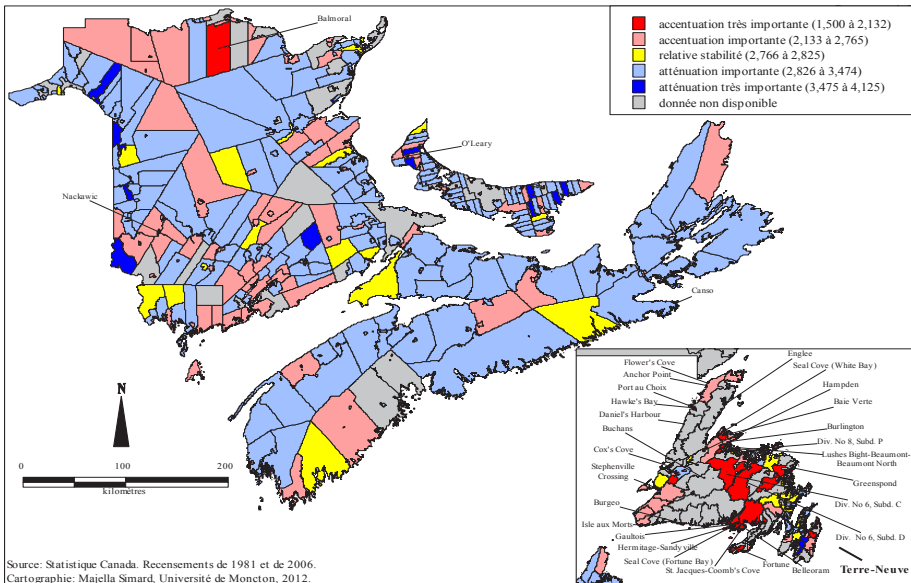 Balmoral
accentuation très importante (1,500 à 2,132)
accentuation importante (2,133 à 2,765)
relative stabilité (2,766 à 2,825)
atténuation importante (2,826 à 3,474)
atténuation très importante (3,475 à 4,125)
donnée non disponible
O'Leary
Nackawic
Canso
N
0 100 200
kilomètres
Flower's Cove
Anchor Point
Port au Choix
Hawke's Bay
Daniel's Harbour
Buchans
Cox's Cove
Stephenville
Crossing
Burgeo
Isle aux Morts
Gaultois
Hermitage-Sandyville
Seal Cove (Fortune Bay)
St. Jacques-Coomb's Cove
Englee
Seal Cove (White Bay)
Hampden
Baie Verte
Burlington
Div. No 8, Subd. P
Lushes Bight-Beaumont-
Beaumont North
Greenspond
Div. No 6, Subd. C
Div. No 6, Subd. D
Fortune
Belleoram
Terre-Neuve
Source: Statistique Canada. Recensements de 1981 et de 2006.
Cartographie: Majella Simard, Université de Moncton, 2012.